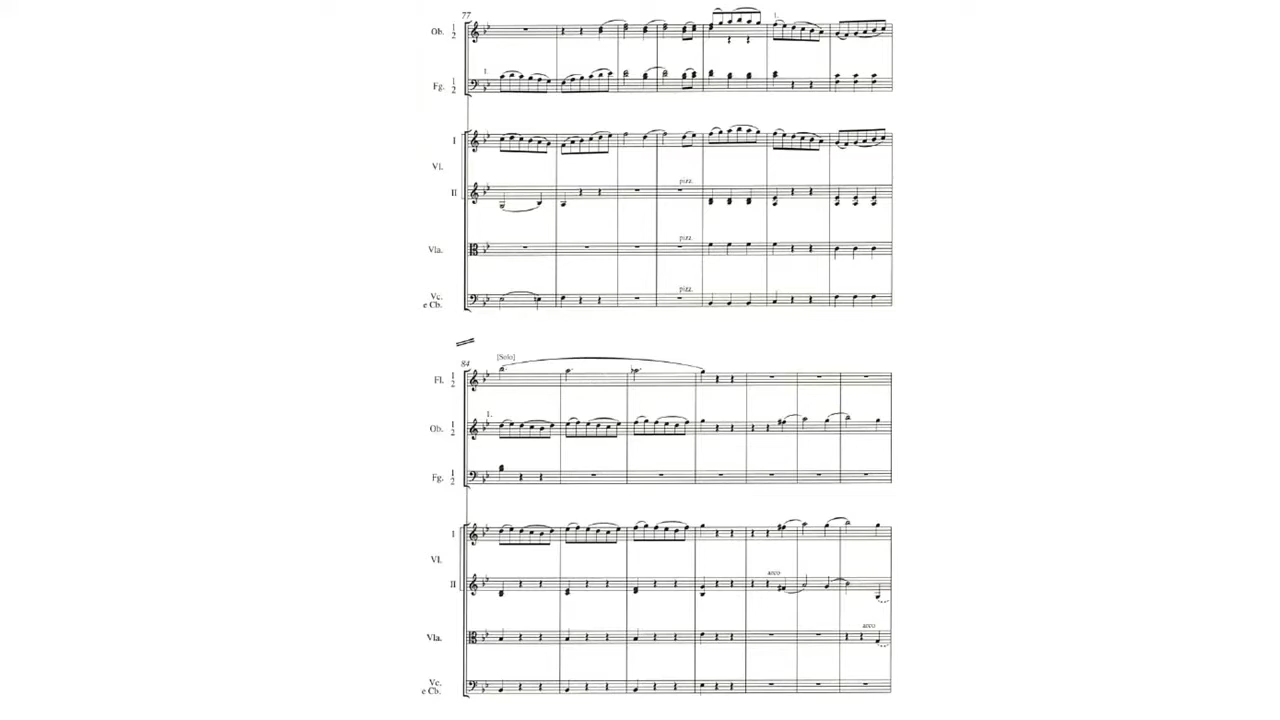 77
Ob. 1 2
1.
1.
Fg. 1 2
I
Vl.
pizz.
II
pizz.
Vla.
pizz.
Vc.
e Cb.
84
[Solo]
Fl. 1 2
1.
Ob. 1 2
Fg. 1 2
I
Vl.
arco
II
arco
Vla.
Vc.
e Cb.